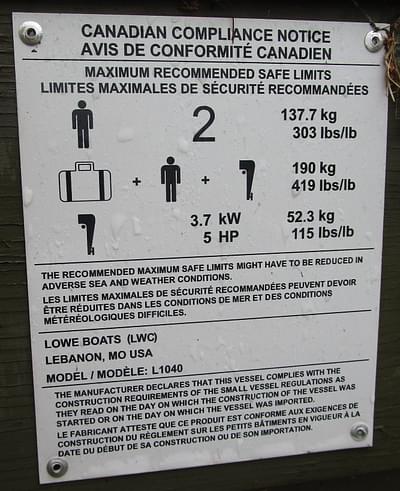 CANADIAN COMPLIANCE NOTICE
AVIS DE CONFORMITÉ CANADIEN
MAXIMUM RECOMMENDED SAFE LIMITS
LIMITES MAXIMALES DE SÉCURITÉ RECOMMANDÉES
2 137.7 kg
303 lbs/lb
+ + 190 kg
419 lbs/lb
3.7 kW 52.3 kg
5 HP 115 lbs/lb
THE RECOMMENDED MAXIMUM SAFE LIMITS MIGHT HAVE TO BE REDUCED IN
ADVERSE SEA AND WEATHER CONDITIONS.
LES LIMITES MAXIMALES DE SÉCURITÉ RECOMMANDÉES PEUVENT DEVOIR
ÊTRE RÉDUITES DANS LES CONDITIONS DE MER ET DES CONDITIONS
MÉTÉRÉOLOGIQUES DIFFICILES.
LOWE BOATS (LWC)
LEBANON, MO USA
MODEL / MODÈLE: L1040
THE MANUFACTURER DECLARES THAT THIS VESSEL COMPLIES WITH THE
CONSTRUCTION REQUIREMENTS OF THE SMALL VESSEL REGULATIONS AS
THEY READ ON THE DAY ON WHICH THE CONSTRUCTION OF THE VESSEL WAS
STARTED OR ON THE DAY ON WHICH THE VESSEL WAS IMPORTED.
LE FABRICANT ATTESTE QUE CE PRODUIT EST CONFORME AUX EXIGENCES DE
CONSTRUCTION DU RÈGLEMENT SUR LES PETITS BÂTIMENTS EN VIGUEUR À LA
DATE DU DÉBUT DE SA CONSTRUCTION OU DE SON IMPORTATION.